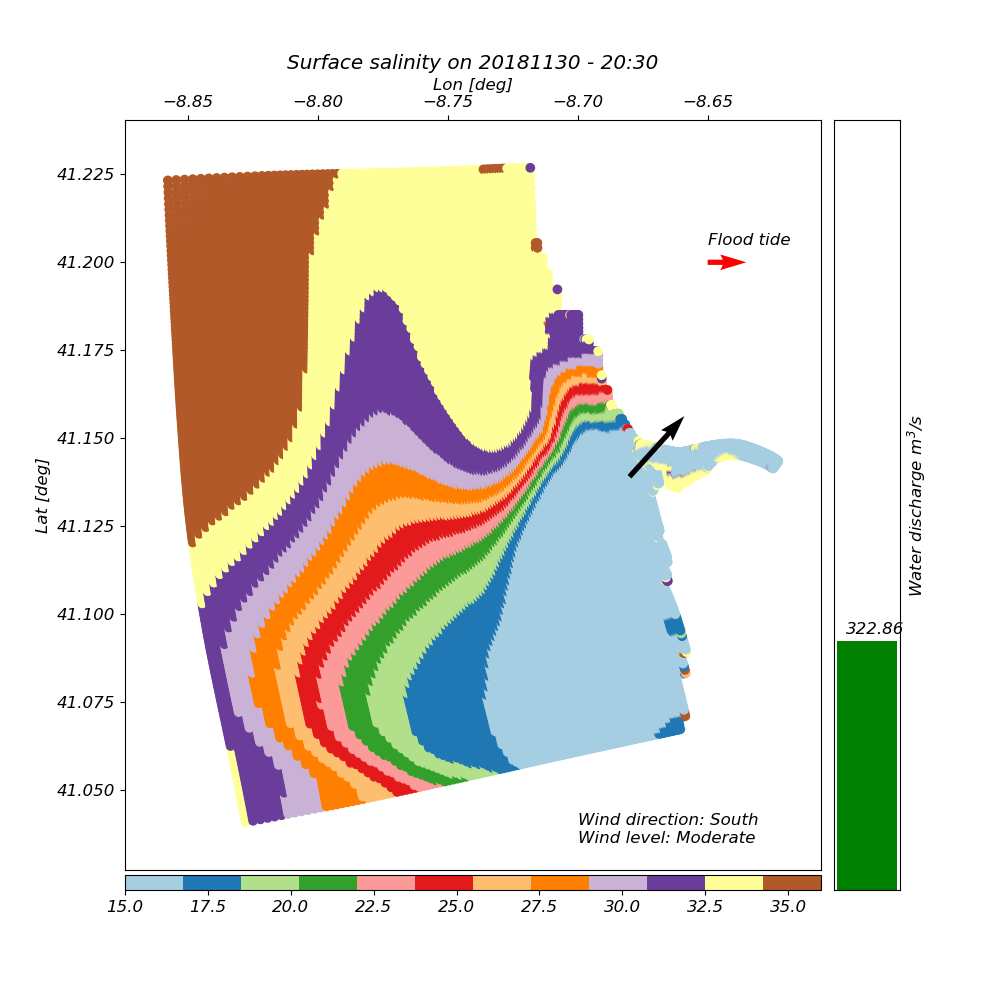 Surface salinity on 20181130 - 20:30
Lon [deg]
−8.85 −8.80 −8.75 −8.70 −8.65
41.225
41.200
41.175
41.150
41.125
41.100
41.075
41.050
Lat [deg]
Flood tide
Wind direction: South
Wind level: Moderate
322.86
Water discharge m³/s
15.0 17.5 20.0 22.5 25.0 27.5 30.0 32.5 35.0